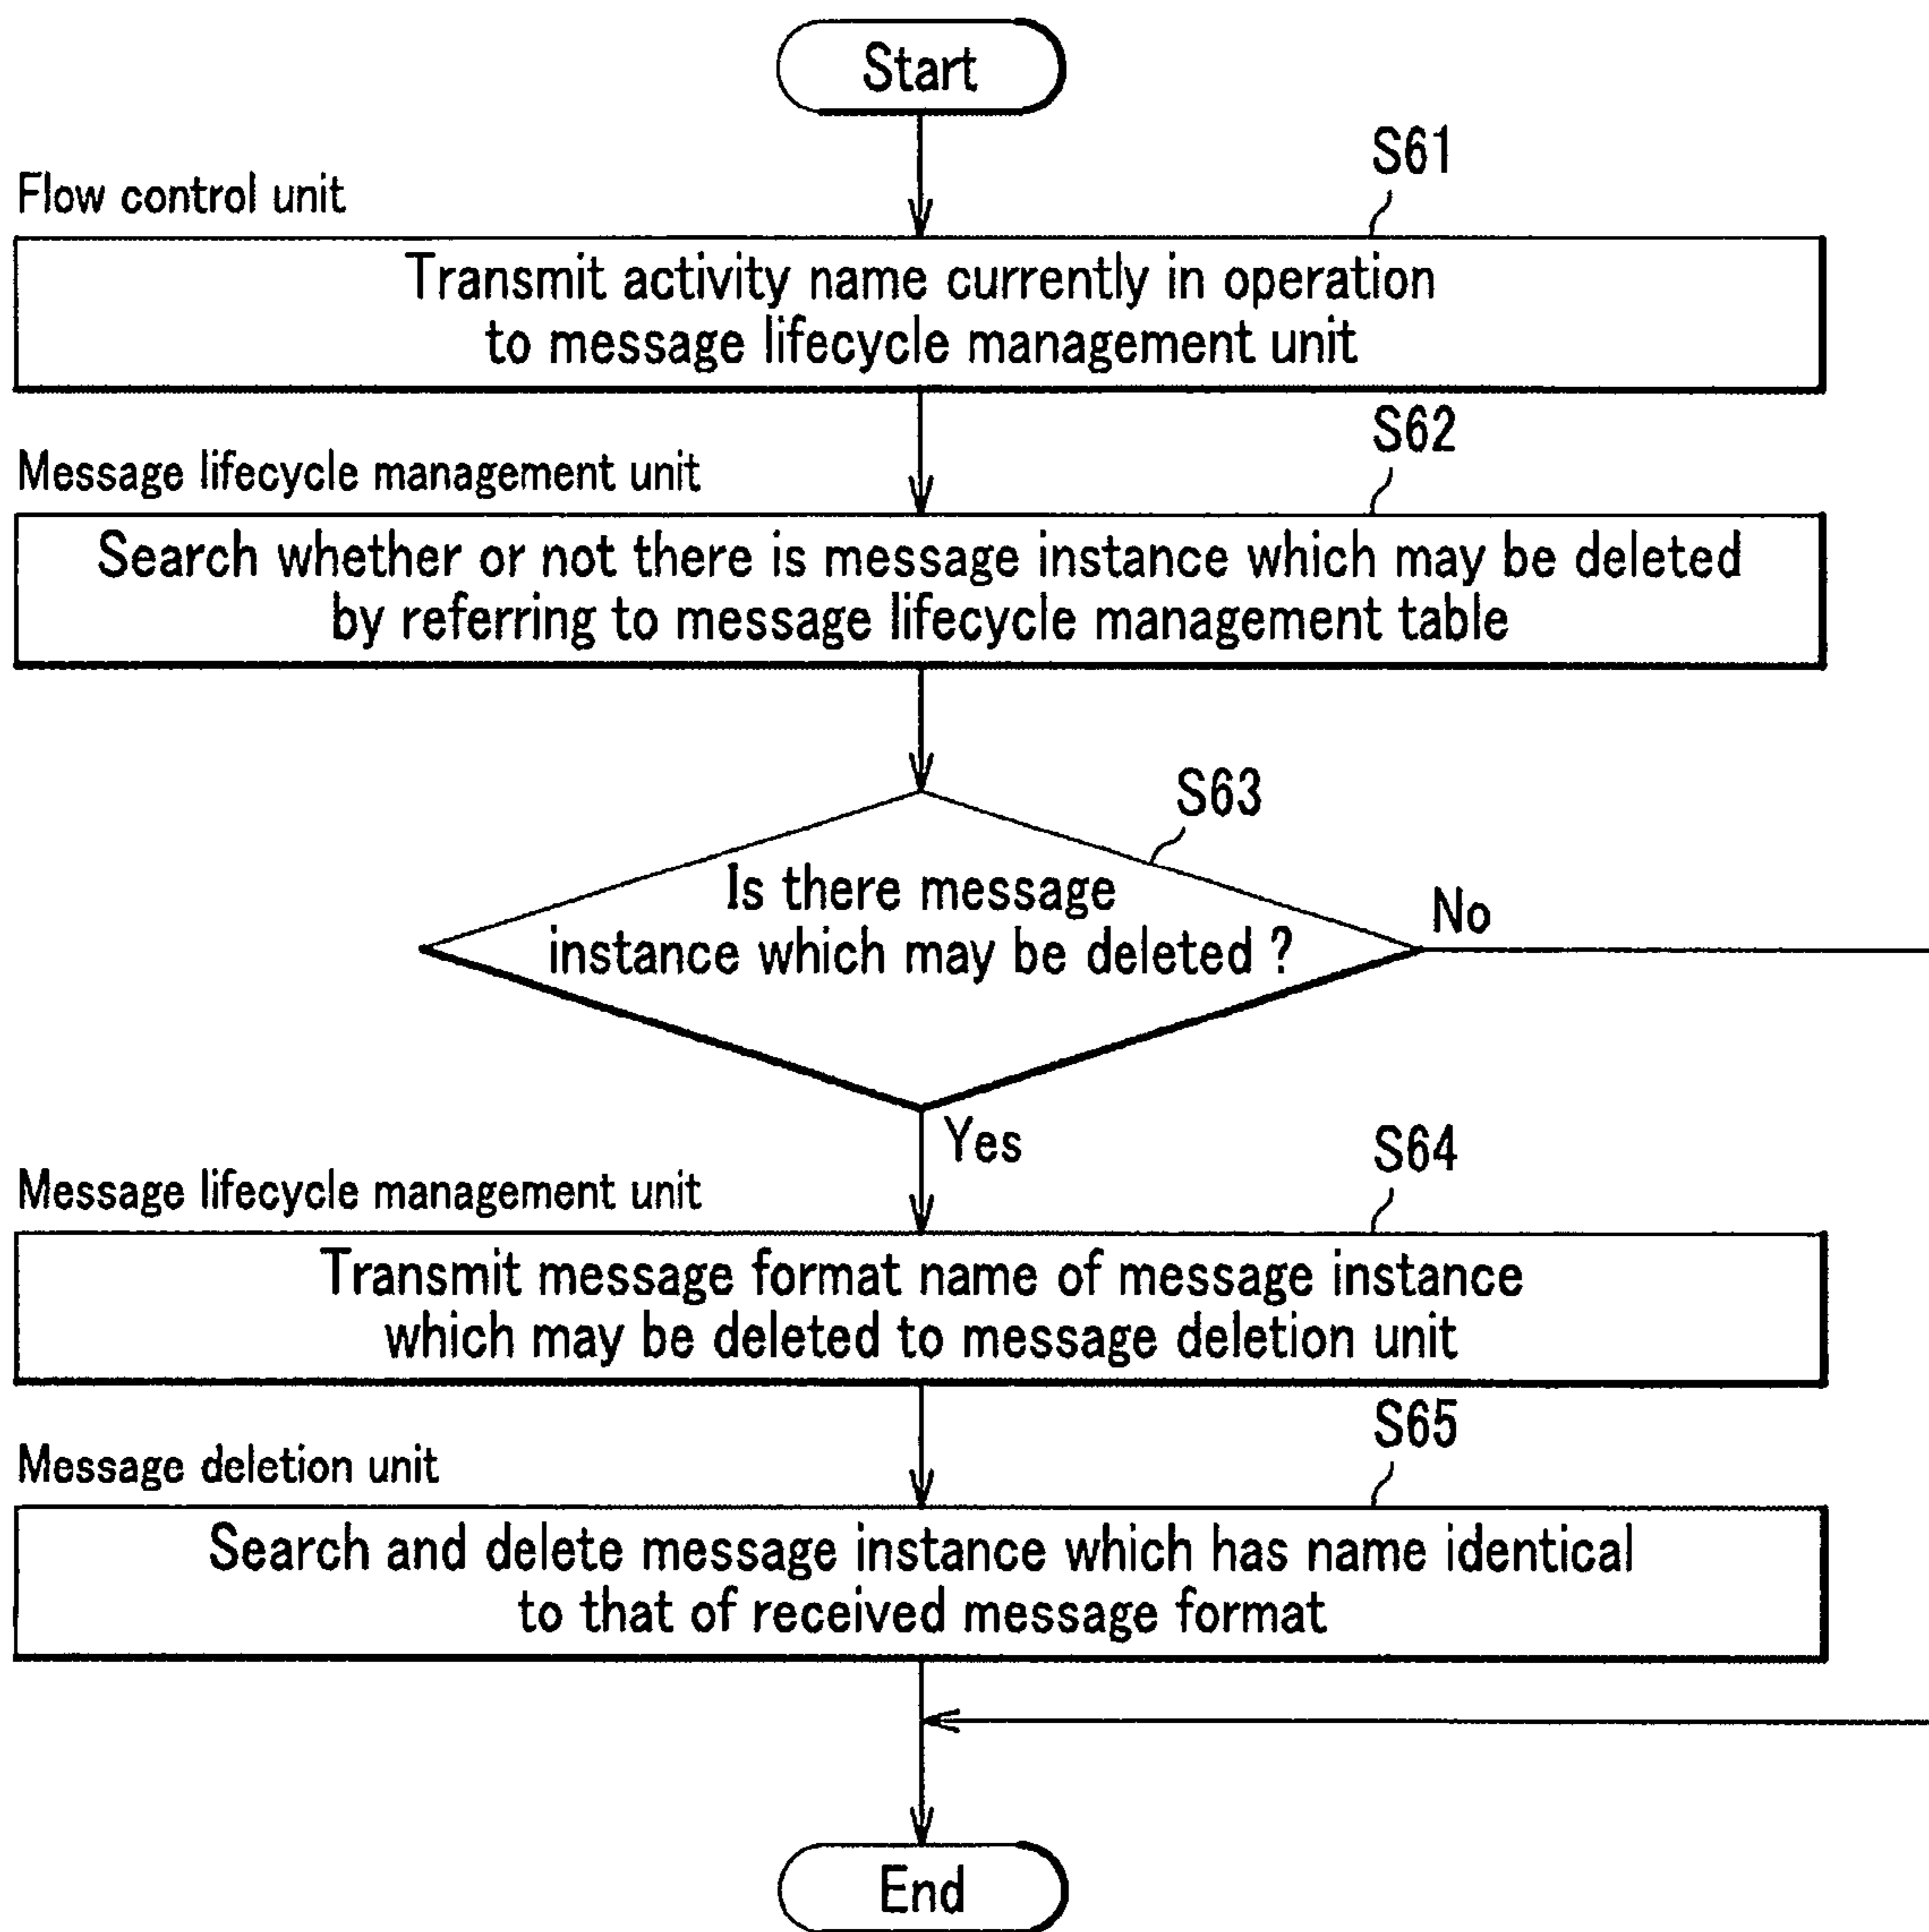 Start
S61
Flow control unit
Transmit activity name currently in operation
to message lifecycle management unit
S62
Message lifecycle management unit
Search whether or not there is message instance which may be deleted
by referring to message lifecycle management table
S63
Is there message
instance which may be deleted ?
No
Yes
S64
Message lifecycle management unit
Transmit message format name of message instance
which may be deleted to message deletion unit
S65
Message deletion unit
Search and delete message instance which has name identical
to that of received message format
End